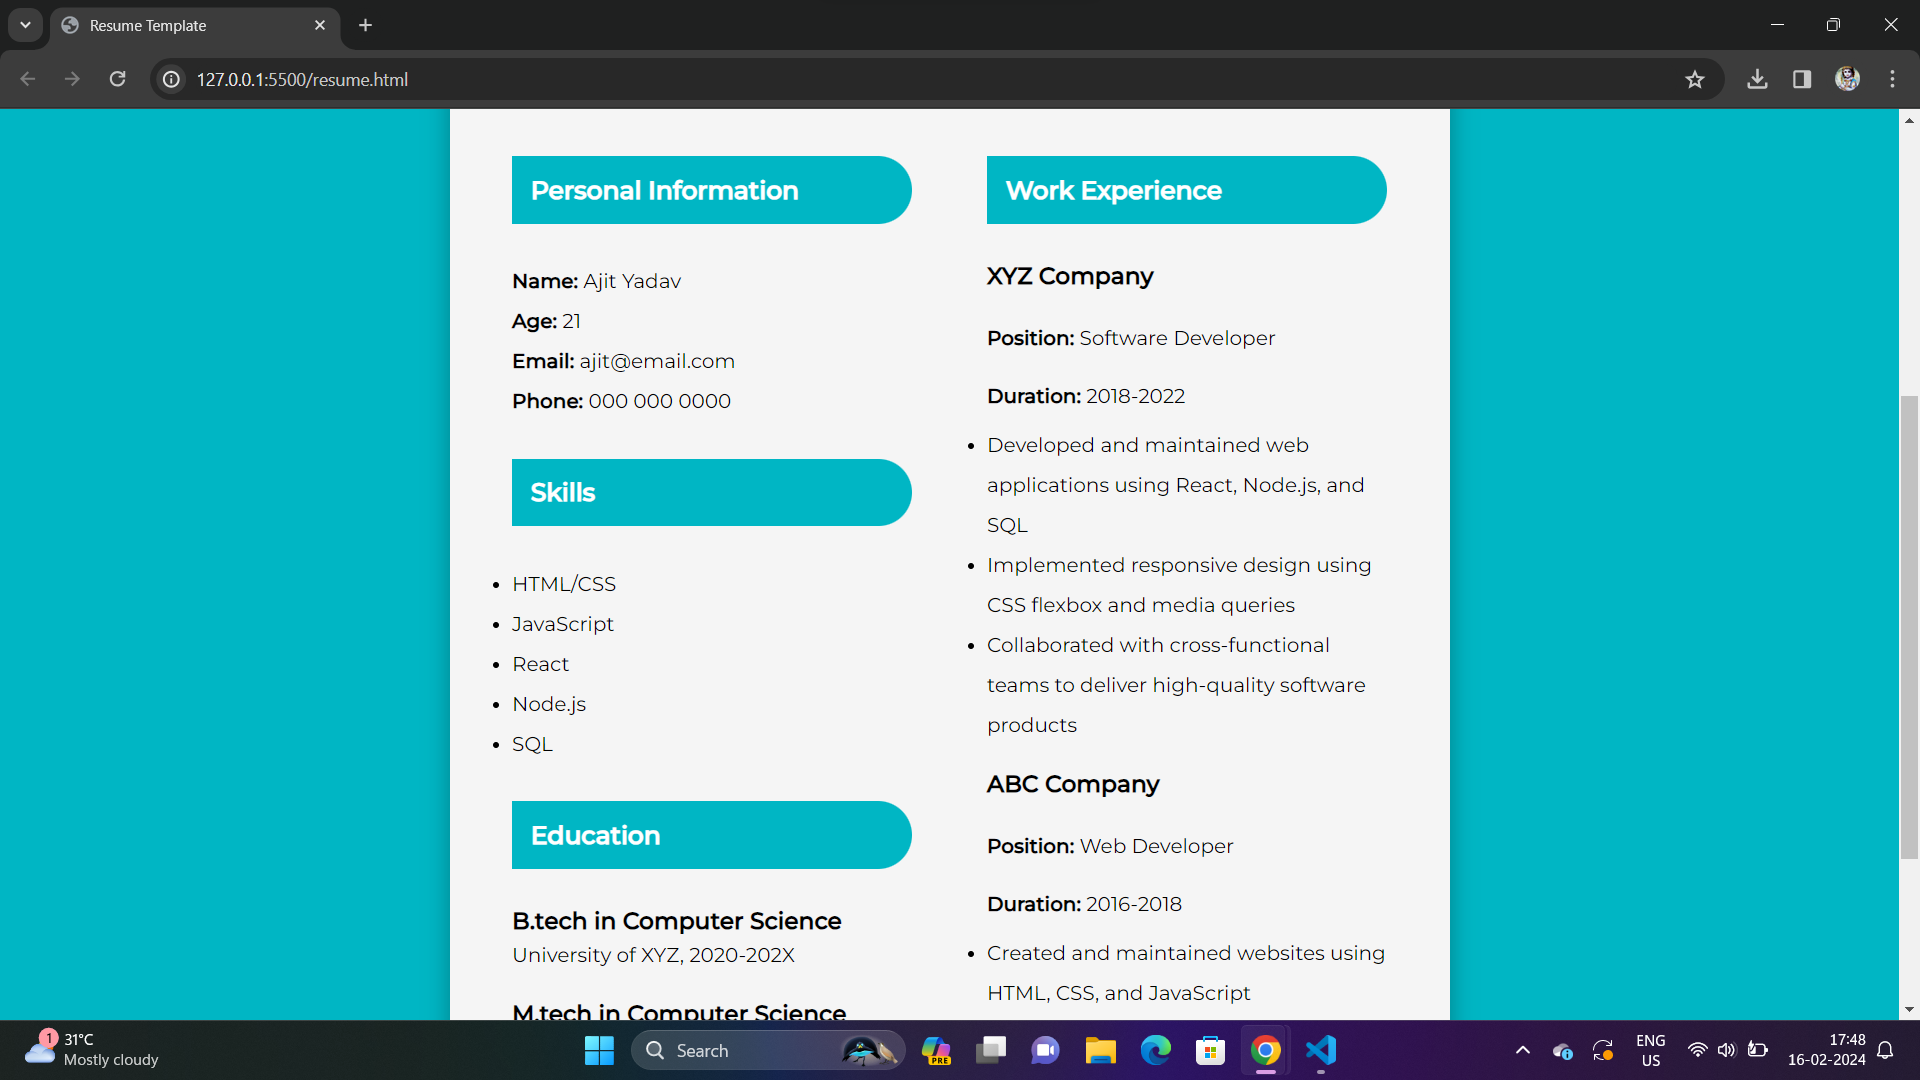 Resume Template
127.0.0.1:5500/resume.html
Personal Information
Name: Ajit Yadav
Age: 21
Email: ajit@email.com
Phone: 000 000 0000
Skills
HTML/CSS
JavaScript
React
Node.js
SQL
Education
B.tech in Computer Science
University of XYZ, 2020-202X
M.tech in Computer Science
Work Experience
XYZ Company
Position: Software Developer
Duration: 2018-2022
Developed and maintained web
applications using React, Node.js, and
SQL
Implemented responsive design using
CSS flexbox and media queries
Collaborated with cross-functional
teams to deliver high-quality software
products
ABC Company
Position: Web Developer
Duration: 2016-2018
Created and maintained websites using
HTML, CSS, and JavaScript
1
31°C
Mostly cloudy
Search
PRE
ENG
US
17:48
16-02-2024